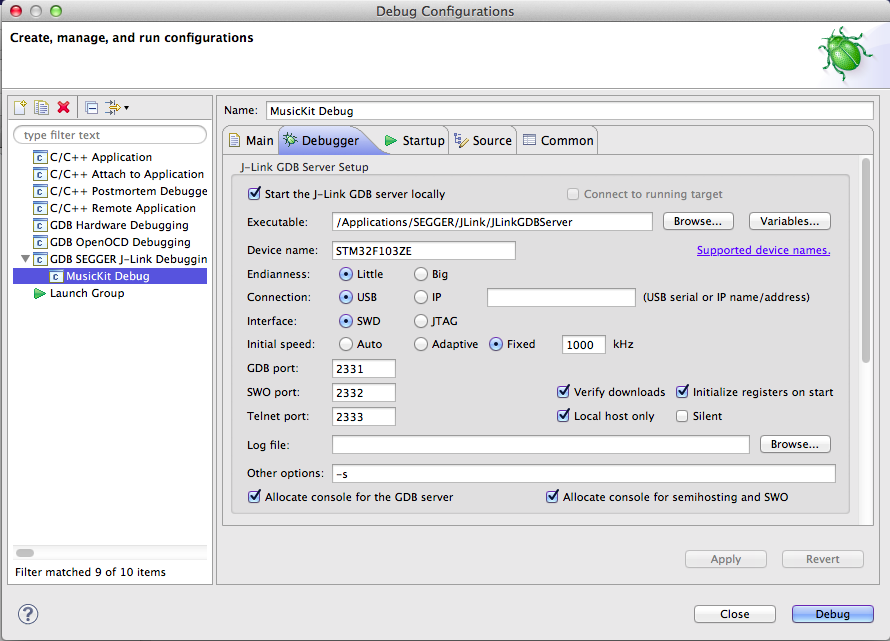 Debug Configurations
Create, manage, and run configurations
type filter text
C/C++ Application
C/C++ Attach to Application
C/C++ Postmortem Debugge
C/C++ Remote Application
GDB Hardware Debugging
GDB OpenOCD Debugging
GDB SEGGER J-Link Debuggin
MusicKit Debug
Launch Group
Filter matched 9 of 10 items
Name: MusicKit Debug
Main Debugger Startup Source Common
J-Link GDB Server Setup
Start the J-Link GDB server locally Connect to running target
Executable: /Applications/SEGGER/JLink/JLinkGDBServer Browse... Variables...
Device name: STM32F103ZE Supported device names.
Endianness: Little Big
Connection: USB IP (USB serial or IP name/address)
Interface: SWD JTAG
Initial speed: Auto Adaptive Fixed 1000 kHz
GDB port: 2331
SWO port: 2332 Verify downloads Initialize registers on start
Telnet port: 2333 Local host only Silent
Log file: Browse...
Other options: -s
Allocate console for the GDB server Allocate console for semihosting and SWO
Apply Revert
? Close Debug